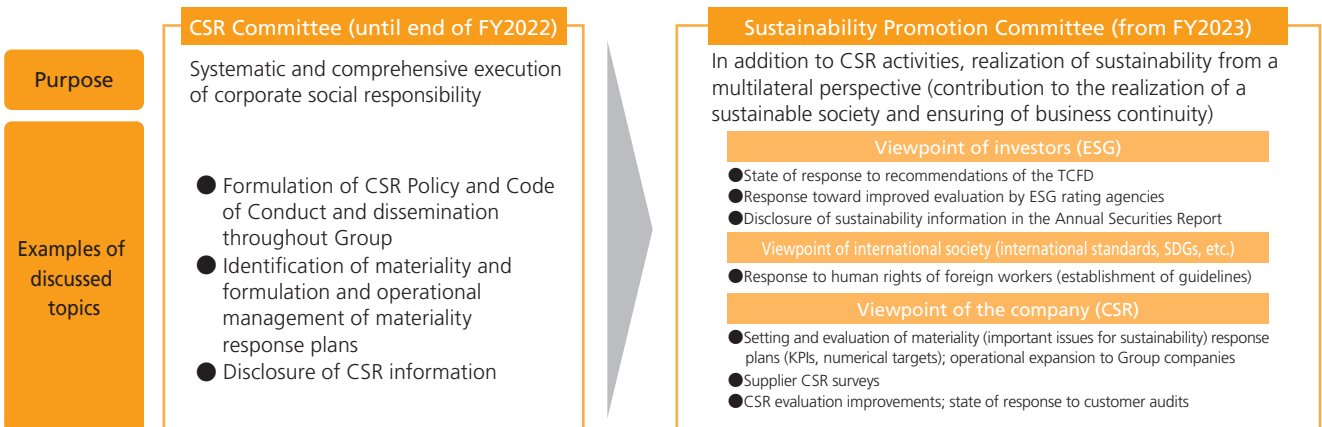 CSR Committee (until end of FY2022)
Sustainability Promotion Committee (from FY2023)
Purpose
Systematic and comprehensive execution
of corporate social responsibility
In addition to CSR activities, realization of sustainability from a
multilateral perspective (contribution to the realization of a
sustainable society and ensuring of business continuity)
Examples of
discussed
topics
●Formulation of CSR Policy and Code
of Conduct and dissemination
throughout Group
●Identification of materiality and
formulation and operational
management of materiality
response plans
●Disclosure of CSR information
Viewpoint of investors (ESG)
●State of response to recommendations of the TCFD
●Response toward improved evaluation by ESG rating agencies
●Disclosure of sustainability information in the Annual Securities Report
Viewpoint of international society (international standards, SDGs, etc.)
●Response to human rights of foreign workers (establishment of guidelines)
Viewpoint of the company (CSR)
●Setting and evaluation of materiality (important issues for sustainability) response
plans (KPIs, numerical targets); operational expansion to Group companies
●Supplier CSR surveys
●CSR evaluation improvements; state of response to customer audits